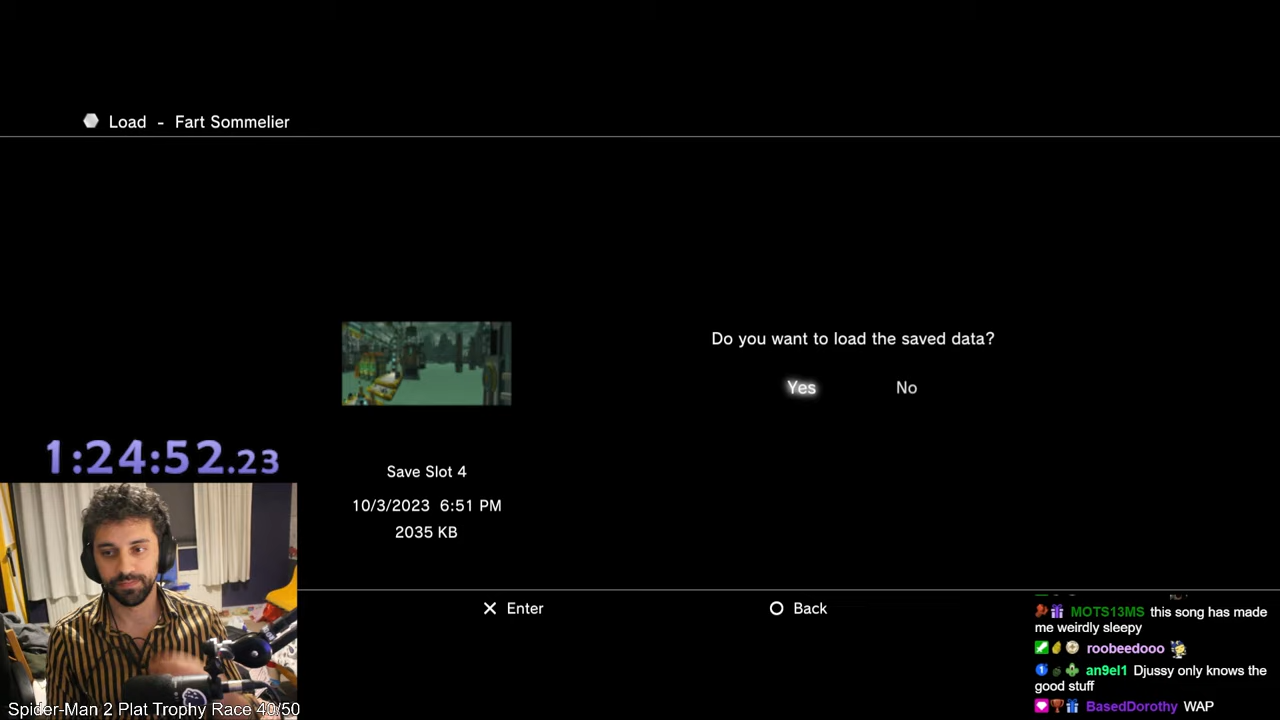 Load - Fart Sommelier
Do you want to load the saved data?
Yes No
1:24:52.23
Save Slot 4
10/3/2023 6:51 PM
2035 KB
X Enter
O Back
MOTS13MS this song has made
me weirdly sleepy
roobeedooo
an9el1 Djussy only knows the
good stuff
BasedDorothy WAP
Spider-Man 2 Plat Trophy Race 40/50